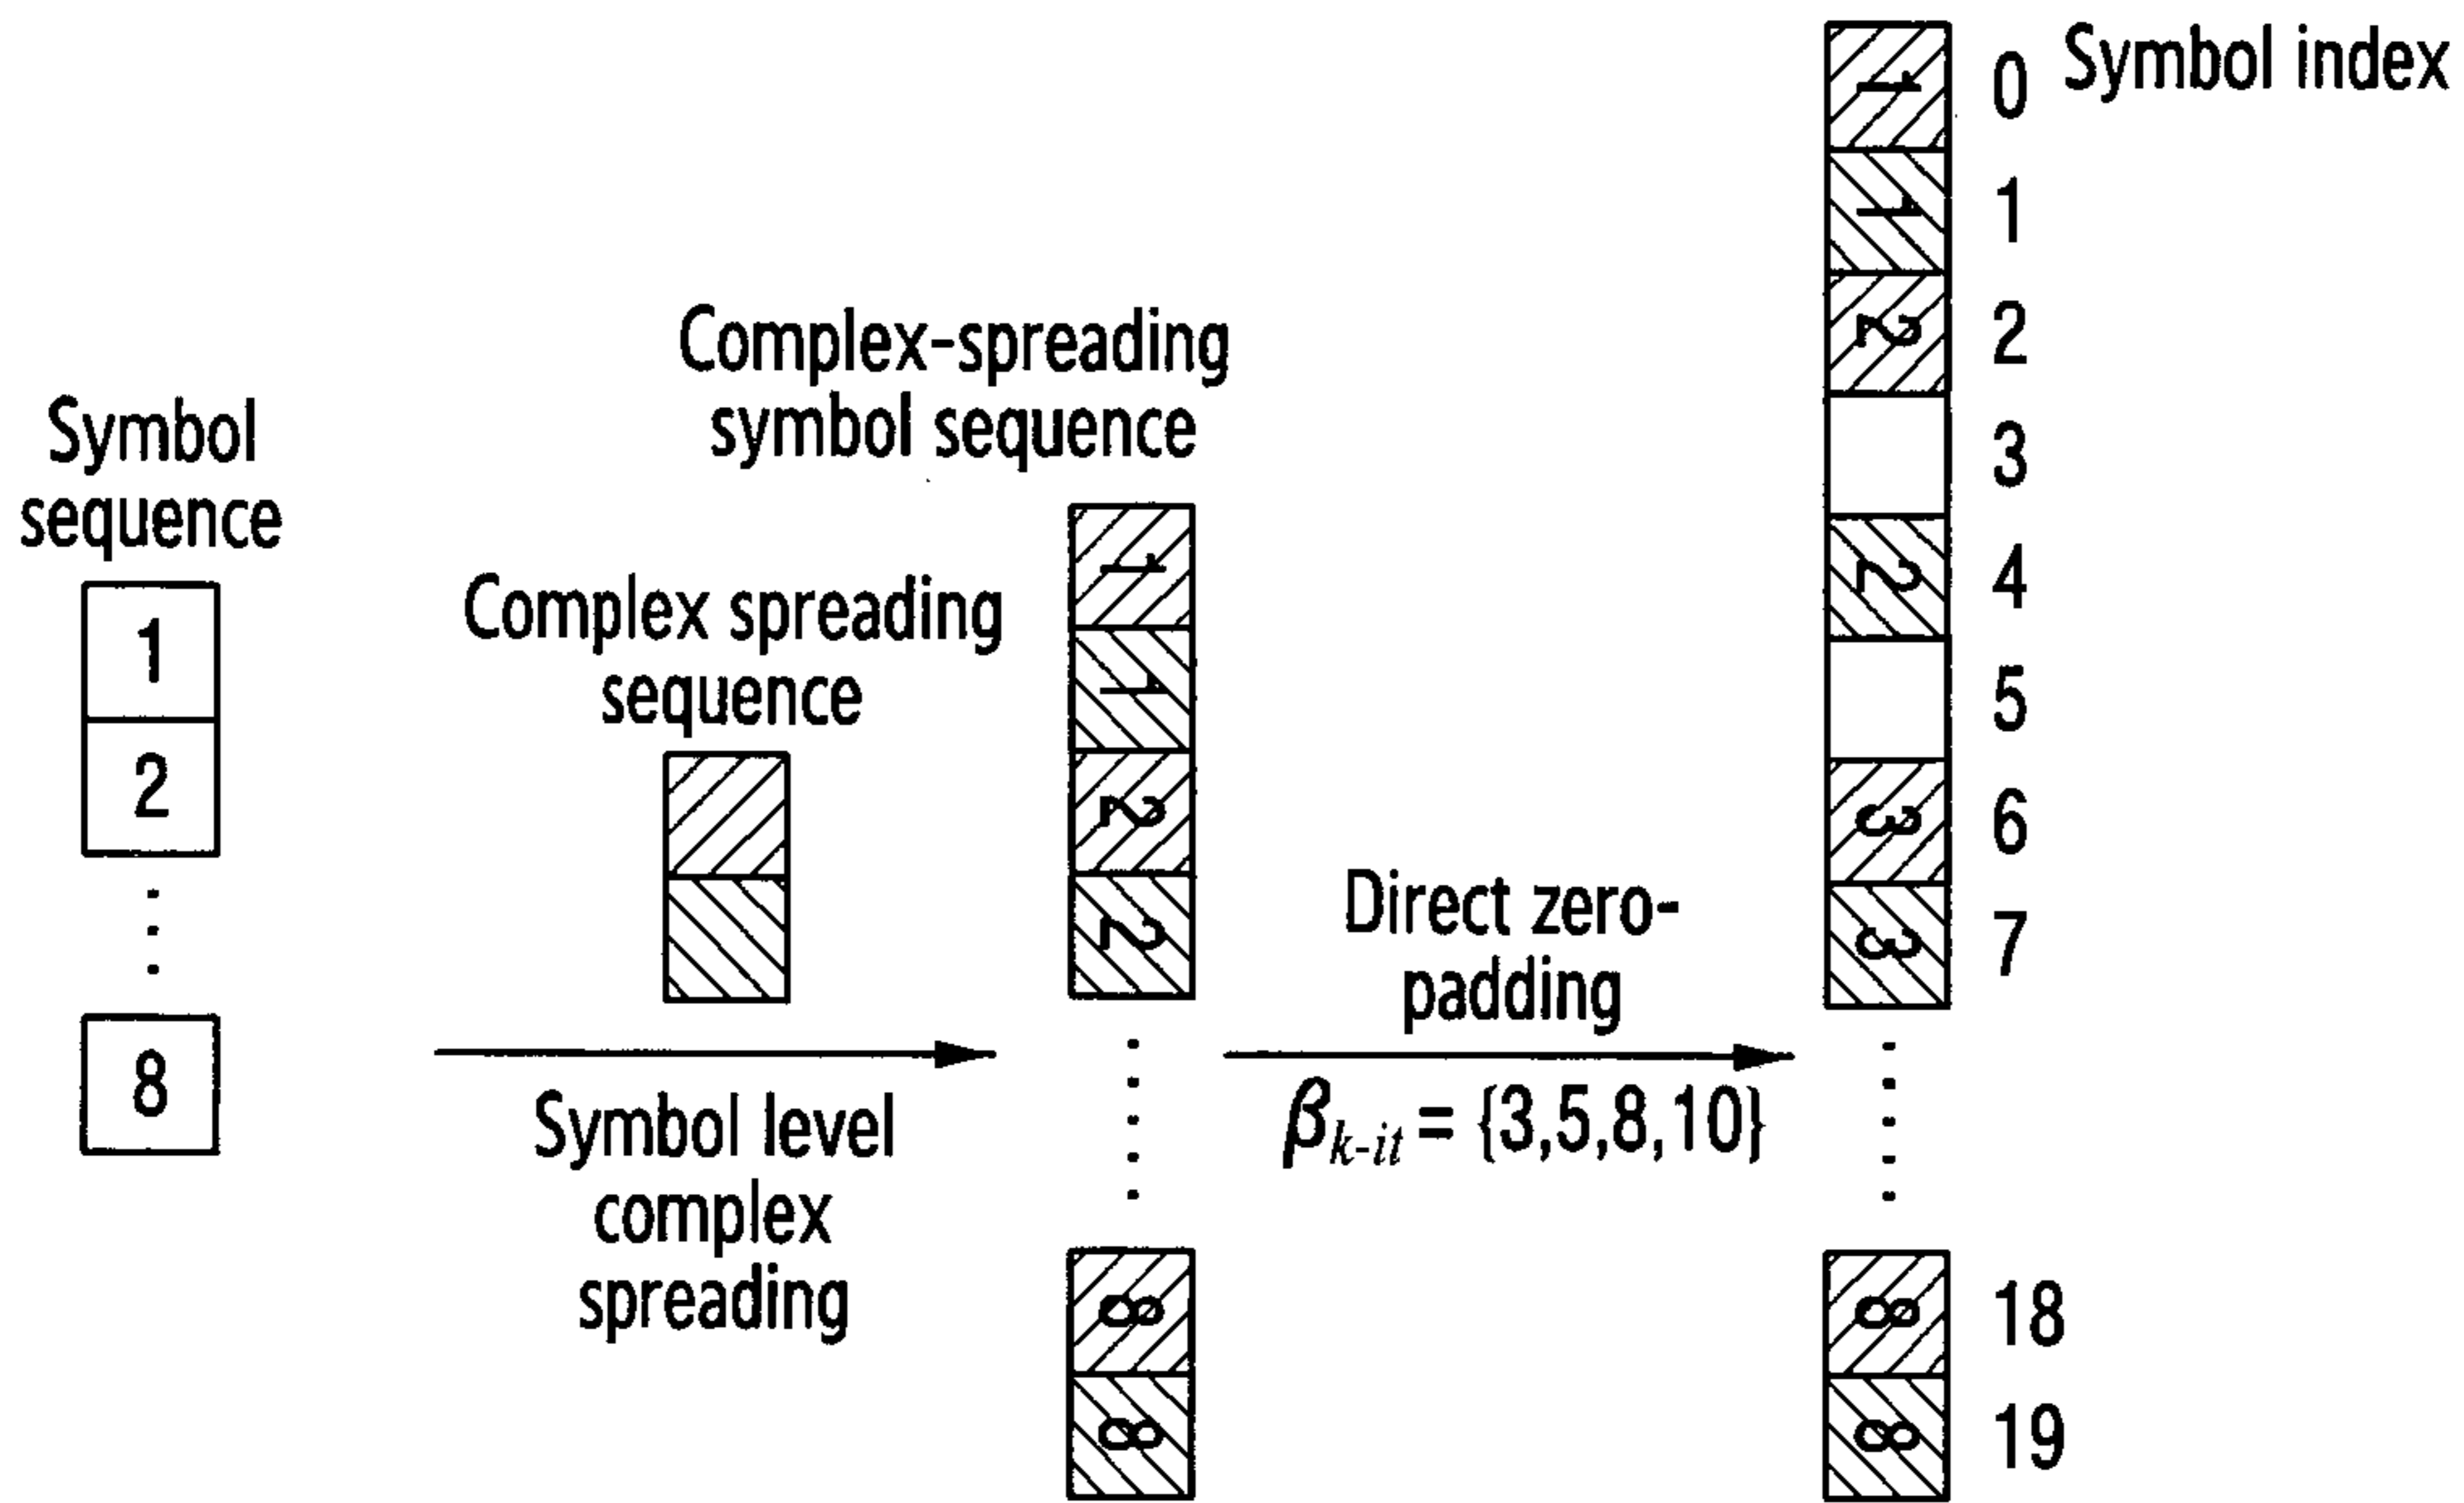 Symbol
sequence
1
2
8
Complex spreading
sequence
Symbol level
complex
spreading
Complex-spreading
symbol sequence
1
1
2
2
8
8
Direct zero-
padding
βk-it = {3,5,8,10}
Symbol index
1 0
1 1
2 2
3
2 4
5
3 6
3 7
8 18
8 19